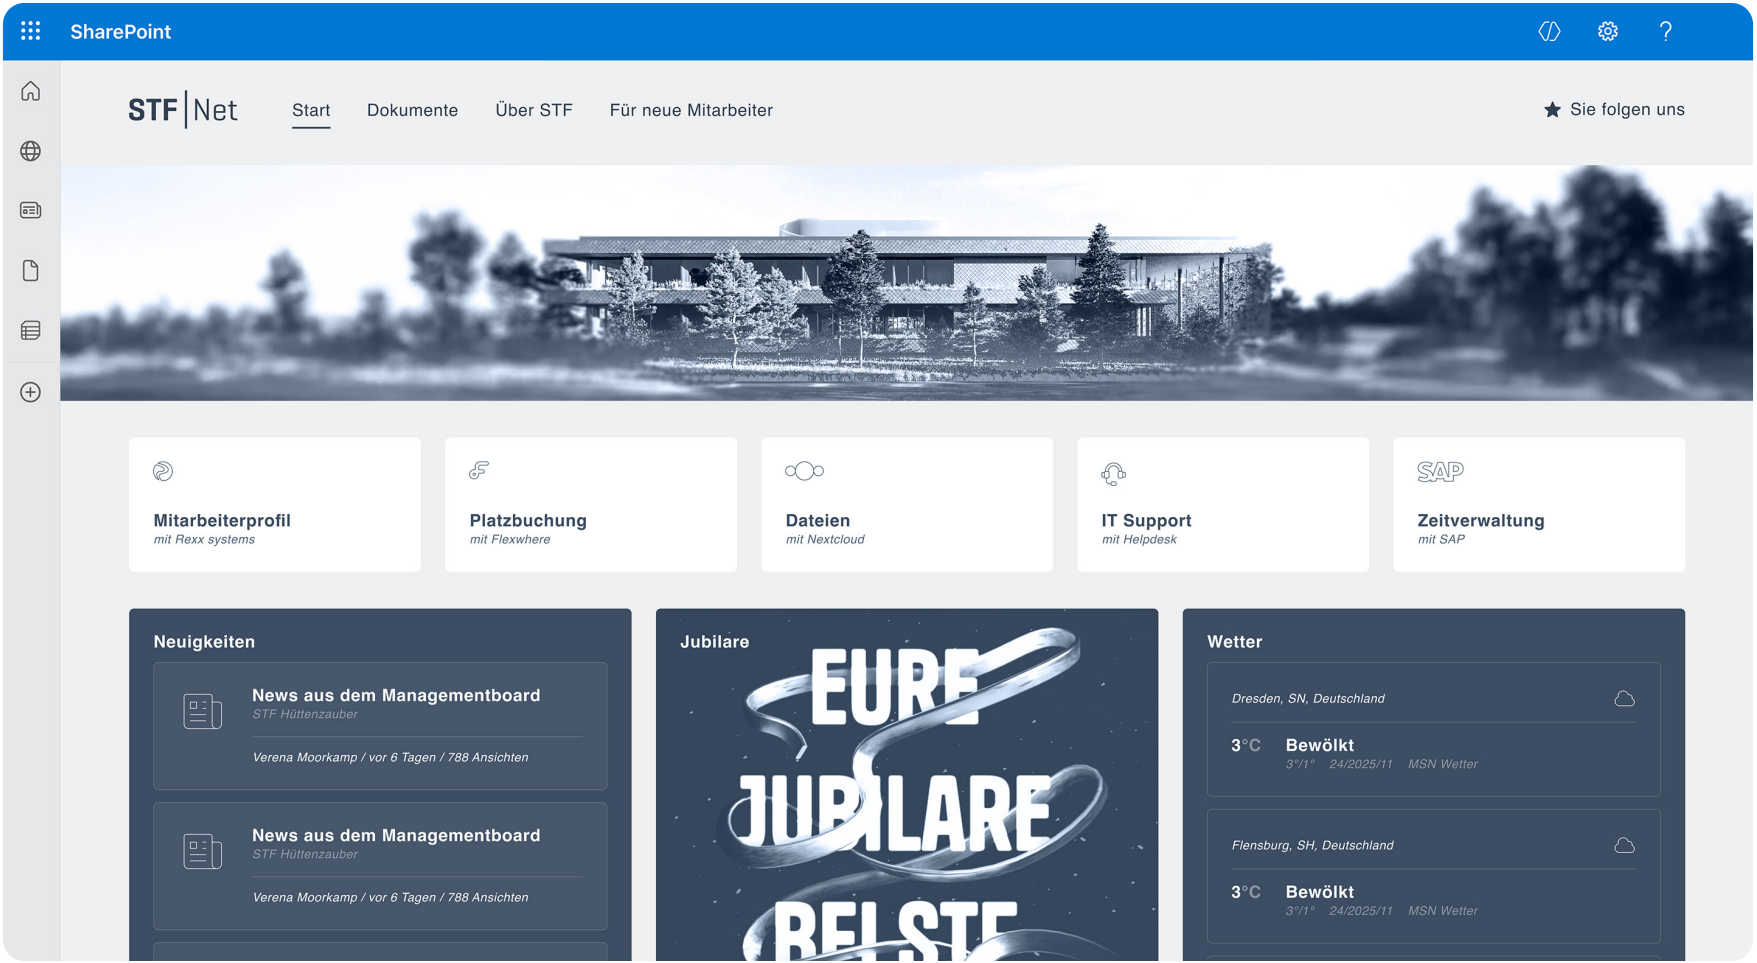 SharePoint
STF|Net
Start
Dokumente
Über STF
Für neue Mitarbeiter
Sie folgen uns
Mitarbeiterprofil
mit Rexx systems
Platzbuchung
mit Flexwhere
Dateien
mit Nextcloud
IT Support
mit Helpdesk
SAP
Zeitverwaltung
mit SAP
Neuigkeiten
News aus dem Managementboard
STF Hüttenzauber
Verena Moorkamp / vor 6 Tagen / 788 Ansichten
News aus dem Managementboard
STF Hüttenzauber
Verena Moorkamp / vor 6 Tagen / 788 Ansichten
Jubilare
EURE
JUBILARE
BEI STF
Wetter
Dresden, SN, Deutschland
3°C Bewölkt
3°/1° 24/2025/11 MSN Wetter
Flensburg, SH, Deutschland
3°C Bewölkt
3°/1° 24/2025/11 MSN Wetter